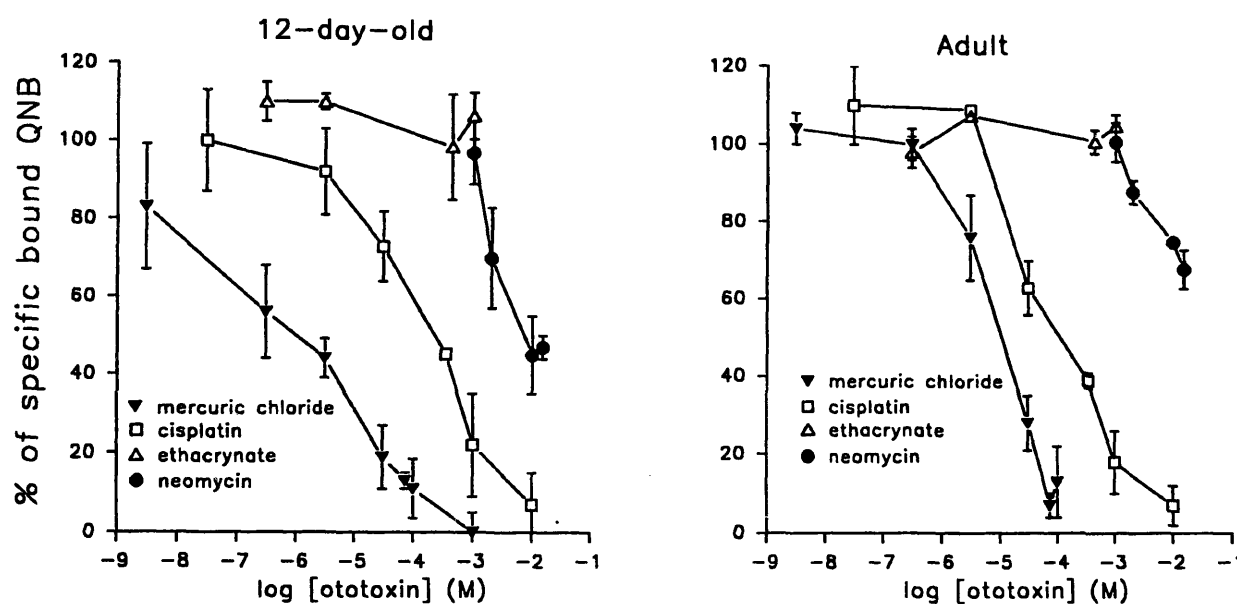 12-day-old
% of specific bound QNB
120
100
80
60
40
20
0
▼ mercuric chloride
□ cisplatin
△ ethacrynate
● neomycin
-9 -8 -7 -6 -5 -4 -3 -2 -1
log [ototoxin] (M)
Adult
120
100
80
60
40
20
0
▼ mercuric chloride
□ cisplatin
△ ethacrynate
● neomycin
-9 -8 -7 -6 -5 -4 -3 -2 -1
log [ototoxin] (M)